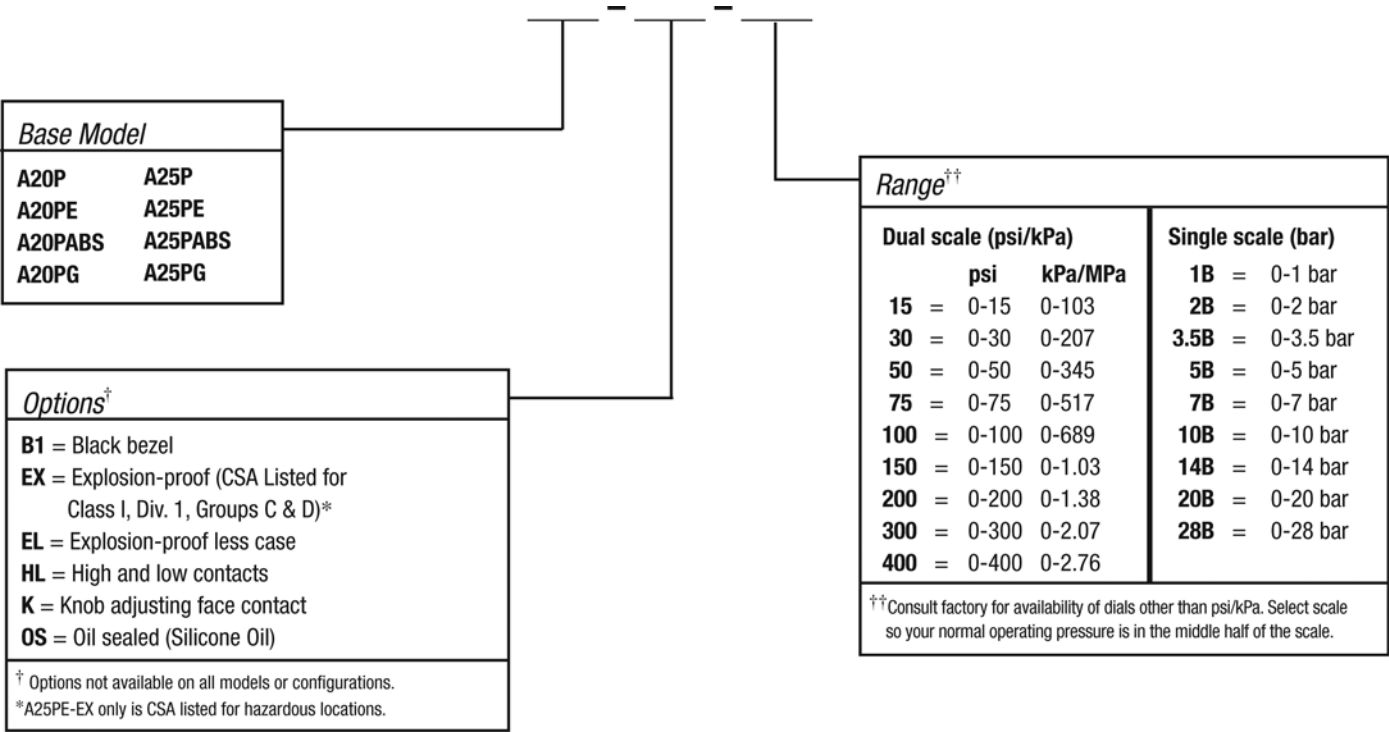 – –
Base Model
A20P A25P
A20PE A25PE
A20PABS A25PABS
A20PG A25PG
Options†
B1 = Black bezel
EX = Explosion-proof (CSA Listed for
Class I, Div. 1, Groups C & D)*
EL = Explosion-proof less case
HL = High and low contacts
K = Knob adjusting face contact
OS = Oil sealed (Silicone Oil)
† Options not available on all models or configurations.
*A25PE-EX only is CSA listed for hazardous locations.
Range††
Dual scale (psi/kPa)
psi kPa/MPa
15 = 0-15 0-103
30 = 0-30 0-207
50 = 0-50 0-345
75 = 0-75 0-517
100 = 0-100 0-689
150 = 0-150 0-1.03
200 = 0-200 0-1.38
300 = 0-300 0-2.07
400 = 0-400 0-2.76
Single scale (bar)
1B = 0-1 bar
2B = 0-2 bar
3.5B = 0-3.5 bar
5B = 0-5 bar
7B = 0-7 bar
10B = 0-10 bar
14B = 0-14 bar
20B = 0-20 bar
28B = 0-28 bar
††Consult factory for availability of dials other than psi/kPa. Select scale
so your normal operating pressure is in the middle half of the scale.